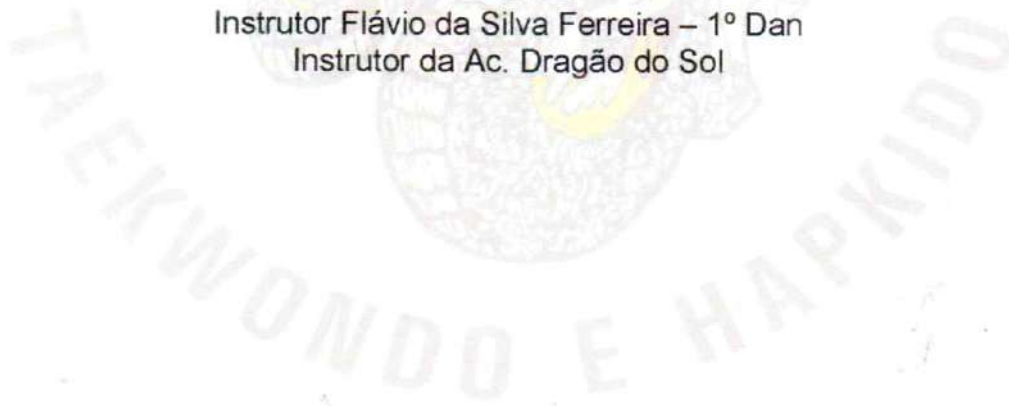 Instrutor Flávio da Silva Ferreira – 1º Dan
Instrutor da Ac. Dragão do Sol
TAEKWONDO E HAPKIDO